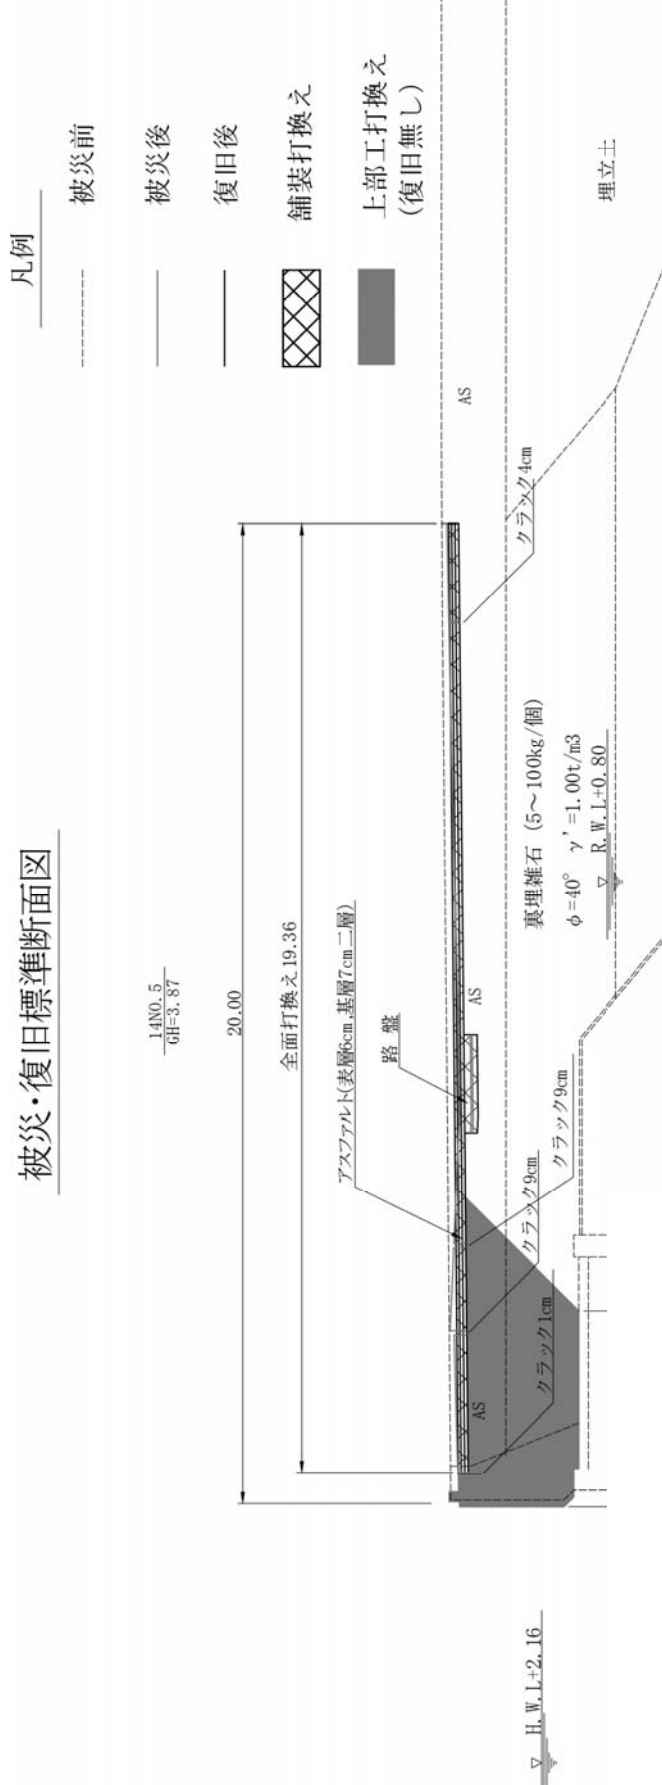 被災・復旧標準断面図
凡例
被災前
被災後
復旧後
舗装打換え
上部工打換え
(復旧無し)
14N0.5
GH=3.87
20.00
全面打換え19.36
アスファルト(表層6cm,基層7cm二層)
路 盤
AS
AS
AS
クラック4cm
クラック9cm
クラック9cm
クラック1cm
裏埋雑石 (5〜100kg/個)
φ=40° γ'=1.00t/m3
R.W.L+0.80
埋立土
H.W.L+2.16